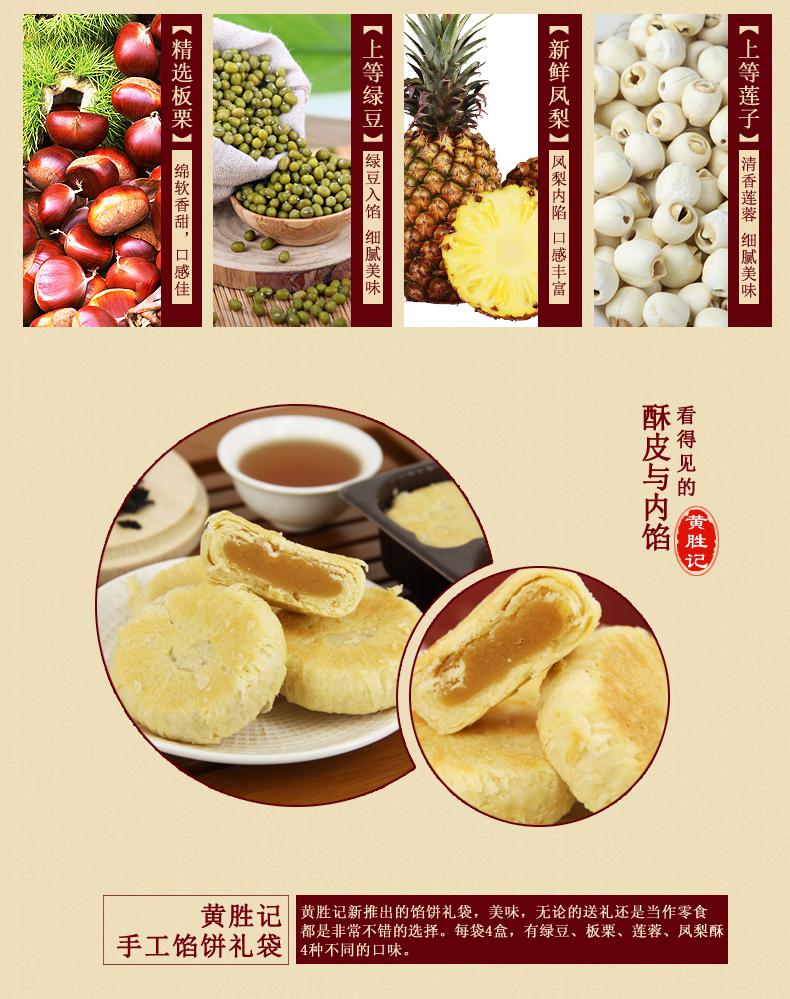 【精选板栗】
绵软香甜，口感佳
【上等绿豆】
绿豆入馅 细腻美味
【新鲜凤梨】
凤梨内陷 口感丰富
【上等莲子】
清香莲蓉 细腻美味
看得见的
酥皮与内馅
黄胜记
黄胜记
手工馅饼礼袋
黄胜记新推出的馅饼礼袋，美味，无论的送礼还是当作零食
都是非常不错的选择。每袋4盒，有绿豆、板栗、莲蓉、凤梨酥
4种不同的口味。